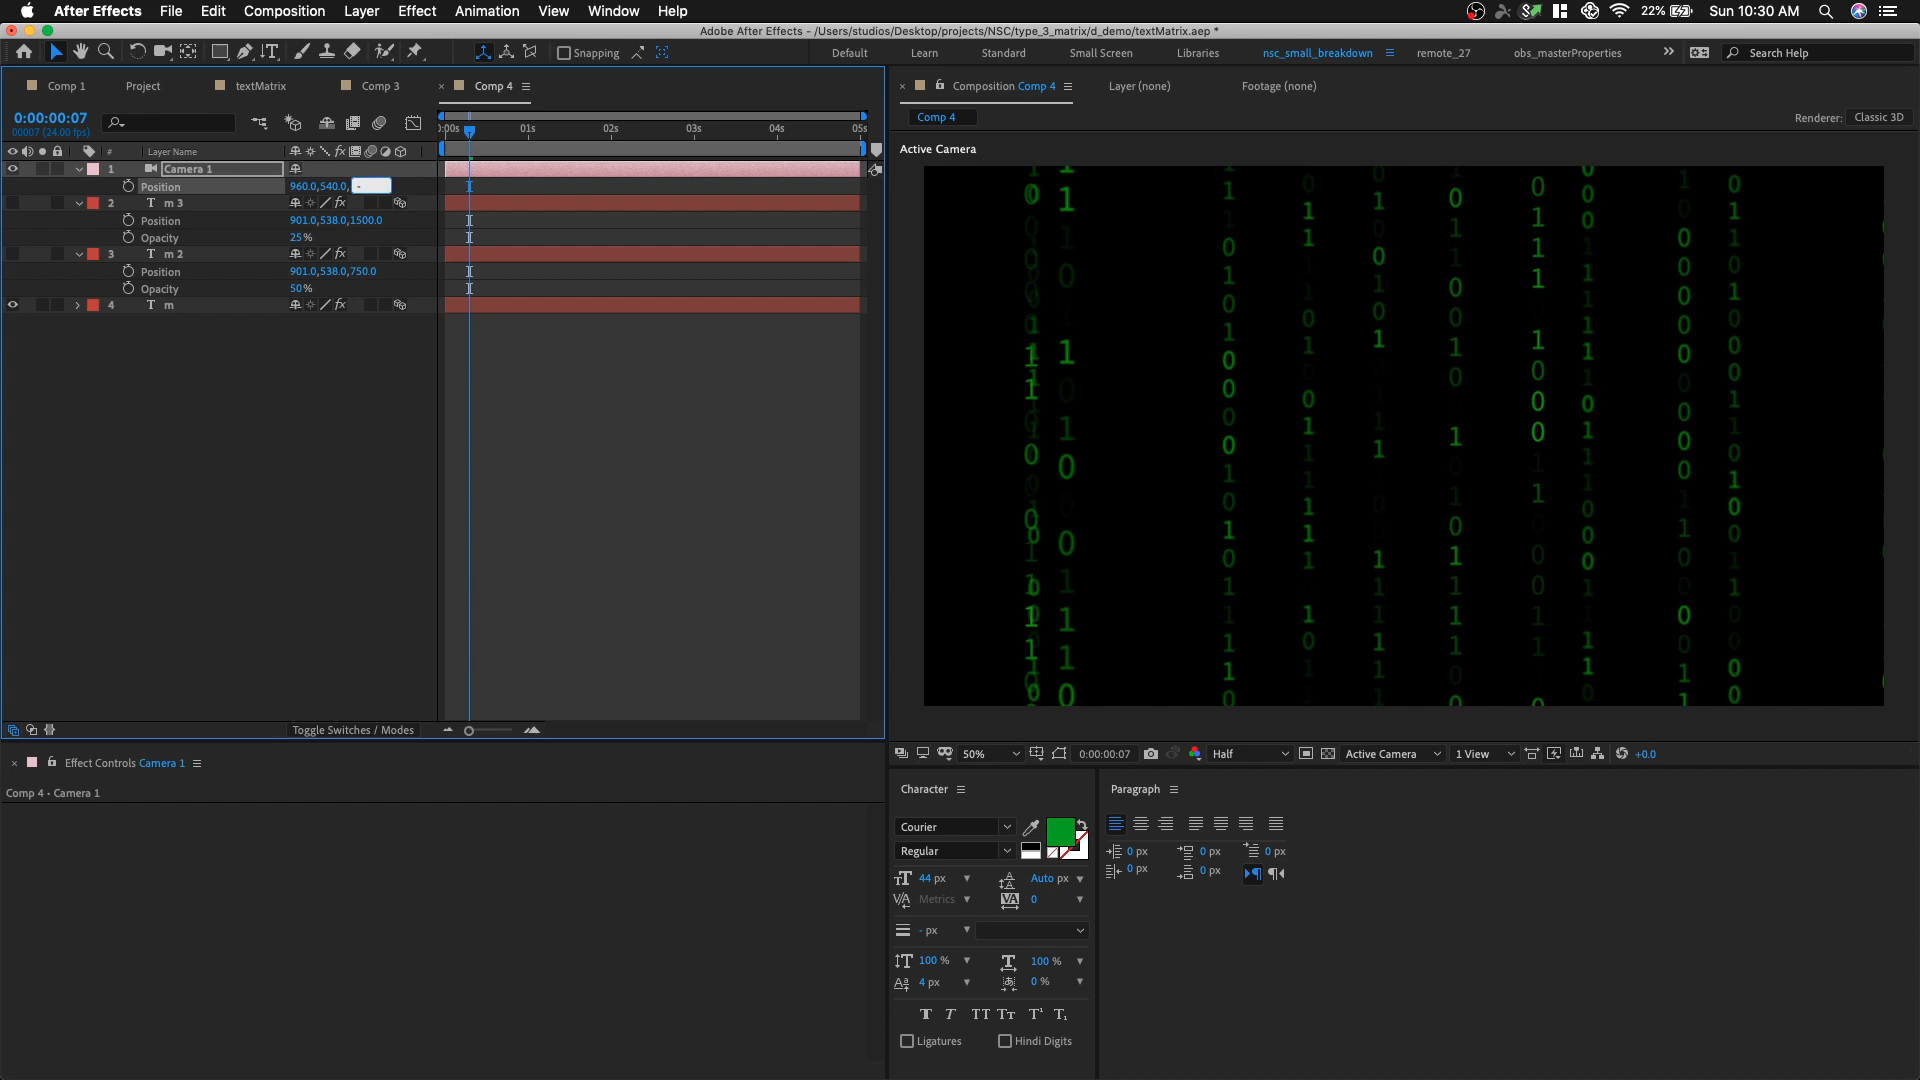 After Effects File Edit Composition Layer Effect Animation View Window Help 22% Sun 10:30 AM
Adobe After Effects - /Users/studios/Desktop/projects/NSC/type_3_matrix/d_demo/textMatrix.aep *
Snapping Default Learn Standard Small Screen Libraries nsc_small_breakdown remote_27 obs_masterProperties Search Help
Comp 1 Project textMatrix Comp 3 Comp 4
Composition Comp 4 Layer (none) Footage (none)
0:00:00:07
00007 (24.00 fps)
01s 02s 03s 04s 05s
Comp 4 Renderer: Classic 3D
# Layer Name
Active Camera
1 Camera 1
Position 960.0,540.0, -
2 T m 3
Position 901.0,538.0,1500.0
Opacity 25%
3 T m 2
Position 901.0,538.0,750.0
Opacity 50%
4 T m
Toggle Switches / Modes
50% 0:00:00:07 Half Active Camera 1 View +0.0
Effect Controls Camera 1
Comp 4 • Camera 1
Character Paragraph
Courier
Regular
44 px Auto px
Metrics 0
- px
100 % 100 %
4 px 0 %
0 px 0 px 0 px
0 px 0 px
Ligatures Hindi Digits